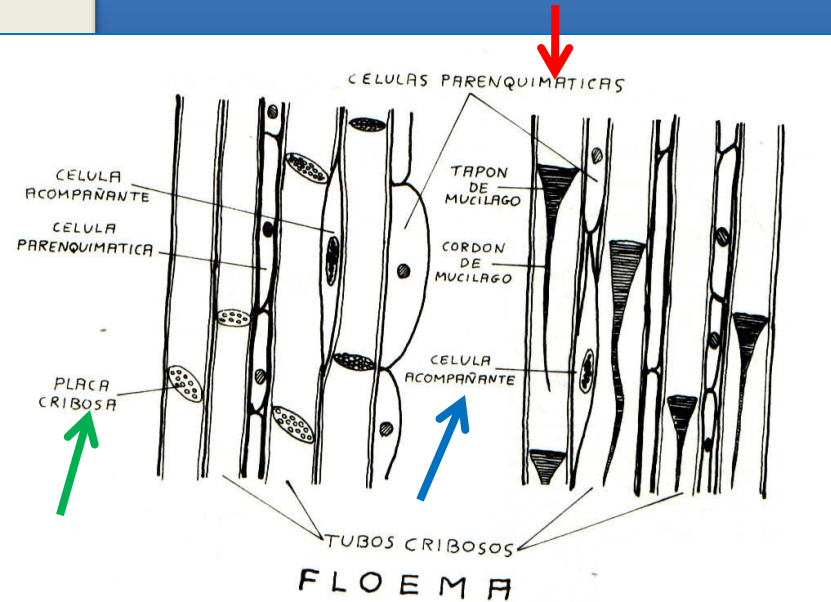 CELULAS PARENQUIMATICAS
CELULA
ACOMPAÑANTE
CELULA
PARENQUIMATICA
PLACA
CRIBOSA
TAPON
DE
MUCILAGO
CORDON
DE
MUCILAGO
CELULA
ACOMPAÑANTE
TUBOS CRIBOSOS
FLOEMA